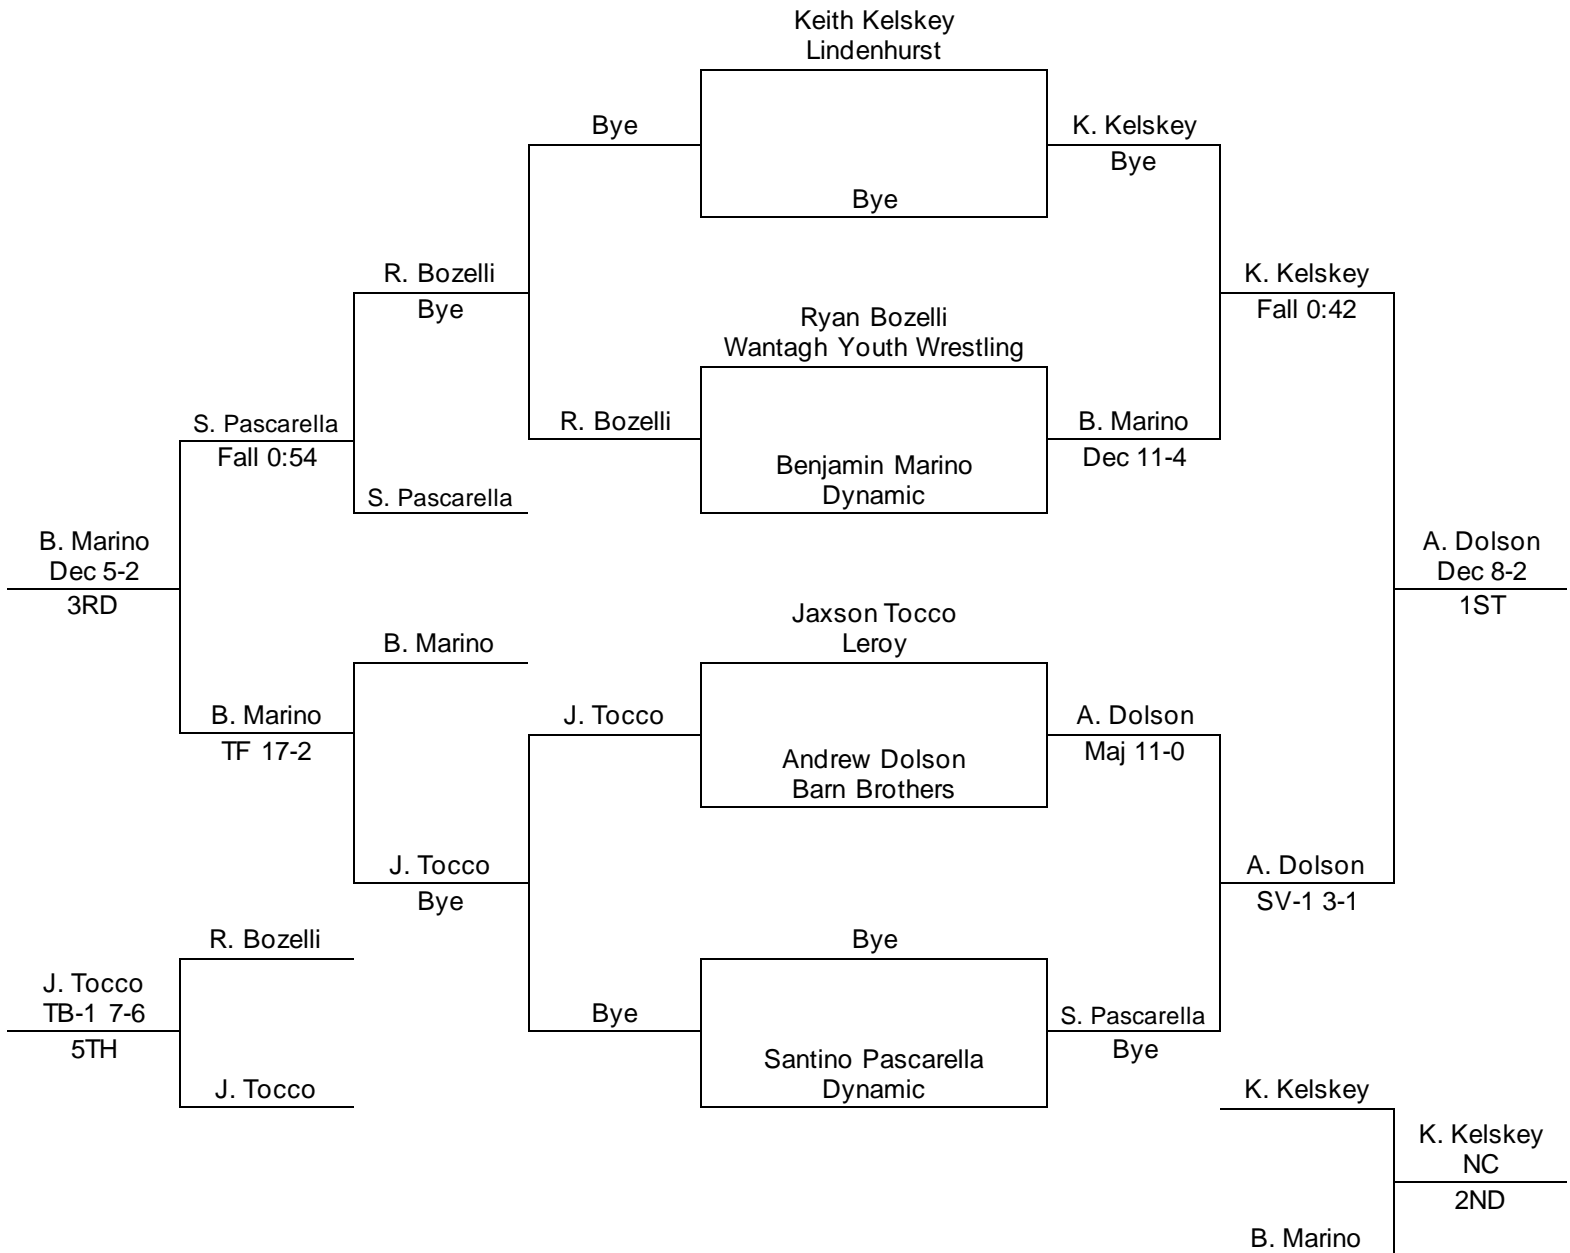 Keith Kelskey
Lindenhurst
Bye
K. Kelskey
Bye
Bye
R. Bozelli
Bye
K. Kelskey
Fall 0:42
Ryan Bozelli
Wantagh Youth Wrestling
S. Pascarella
Fall 0:54
R. Bozelli
B. Marino
Dec 11-4
Benjamin Marino
Dynamic
S. Pascarella
B. Marino
Dec 5-2
3RD
A. Dolson
Dec 8-2
1ST
Jaxson Tocco
Leroy
B. Marino
B. Marino
TF 17-2
J. Tocco
A. Dolson
Maj 11-0
Andrew Dolson
Barn Brothers
J. Tocco
Bye
A. Dolson
SV-1 3-1
R. Bozelli
Bye
J. Tocco
TB-1 7-6
5TH
Bye
S. Pascarella
Bye
Santino Pascarella
Dynamic
J. Tocco
K. Kelskey
K. Kelskey
NC
2ND
B. Marino